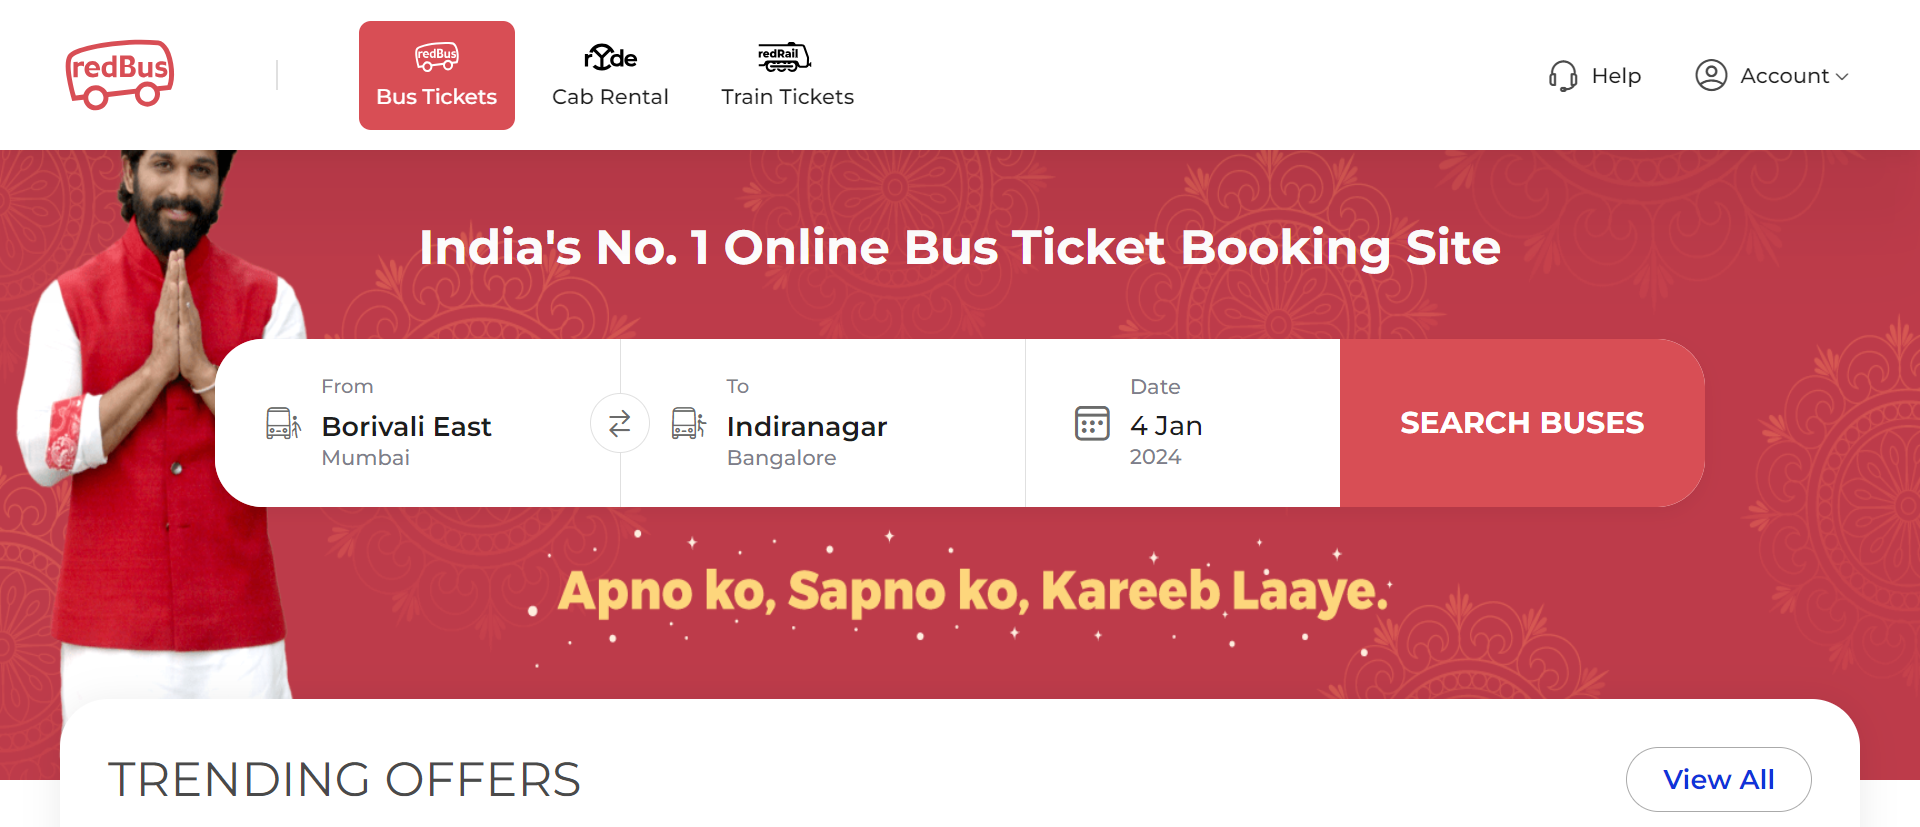 redBus
redBus
Bus Tickets
ryde
Cab Rental
redRail
Train Tickets
Help
Account
India's No. 1 Online Bus Ticket Booking Site
From
Borivali East
Mumbai
To
Indiranagar
Bangalore
Date
4 Jan
2024
SEARCH BUSES
Apno ko, Sapno ko, Kareeb Laaye.
TRENDING OFFERS
View All